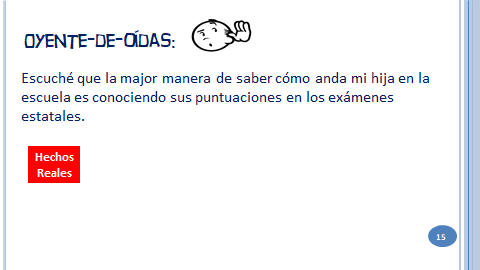 OYENTE-DE-OÍDAS:
Escuché que la major manera de saber cómo anda mi hija en la
escuela es conociendo sus puntuaciones en los exámenes
estatales.
Hechos
Reales
15